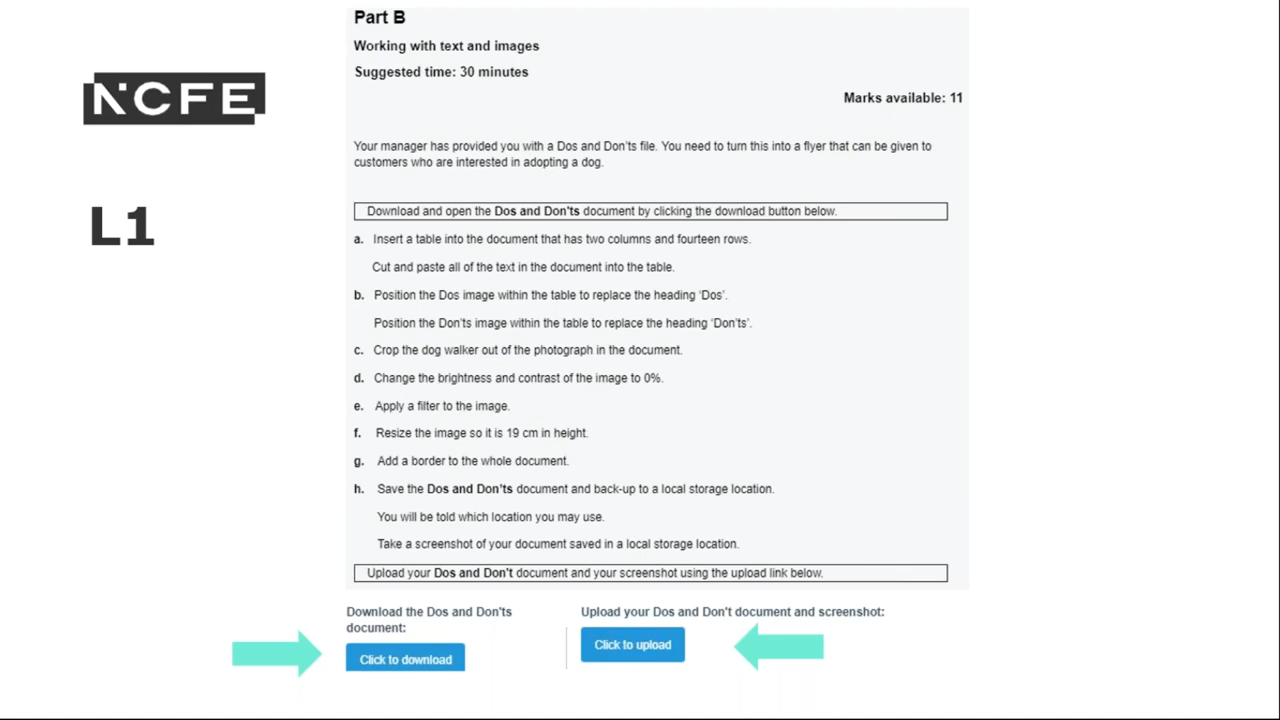 Part B
Working with text and images
Suggested time: 30 minutes
Marks available: 11
NCFE
Your manager has provided you with a Dos and Don'ts file. You need to turn this into a flyer that can be given to
customers who are interested in adopting a dog.
L1
Download and open the Dos and Don'ts document by clicking the download button below.
a. Insert a table into the document that has two columns and fourteen rows.
Cut and paste all of the text in the document into the table.
b. Position the Dos image within the table to replace the heading 'Dos'.
Position the Don'ts image within the table to replace the heading 'Don'ts'.
c. Crop the dog walker out of the photograph in the document.
d. Change the brightness and contrast of the image to 0%.
e. Apply a filter to the image.
f. Resize the image so it is 19 cm in height.
g. Add a border to the whole document.
h. Save the Dos and Don'ts document and back-up to a local storage location.
You will be told which location you may use.
Take a screenshot of your document saved in a local storage location.
Upload your Dos and Don't document and your screenshot using the upload link below.
Download the Dos and Don'ts
document:
Click to download
Upload your Dos and Don't document and screenshot:
Click to upload